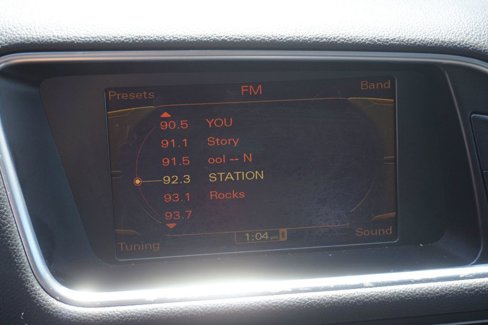 Presets FM Band
90.5 YOU
91.1 Story
91.5 ool -- N
92.3 STATION
93.1 Rocks
93.7
Tuning 1:04 Sound